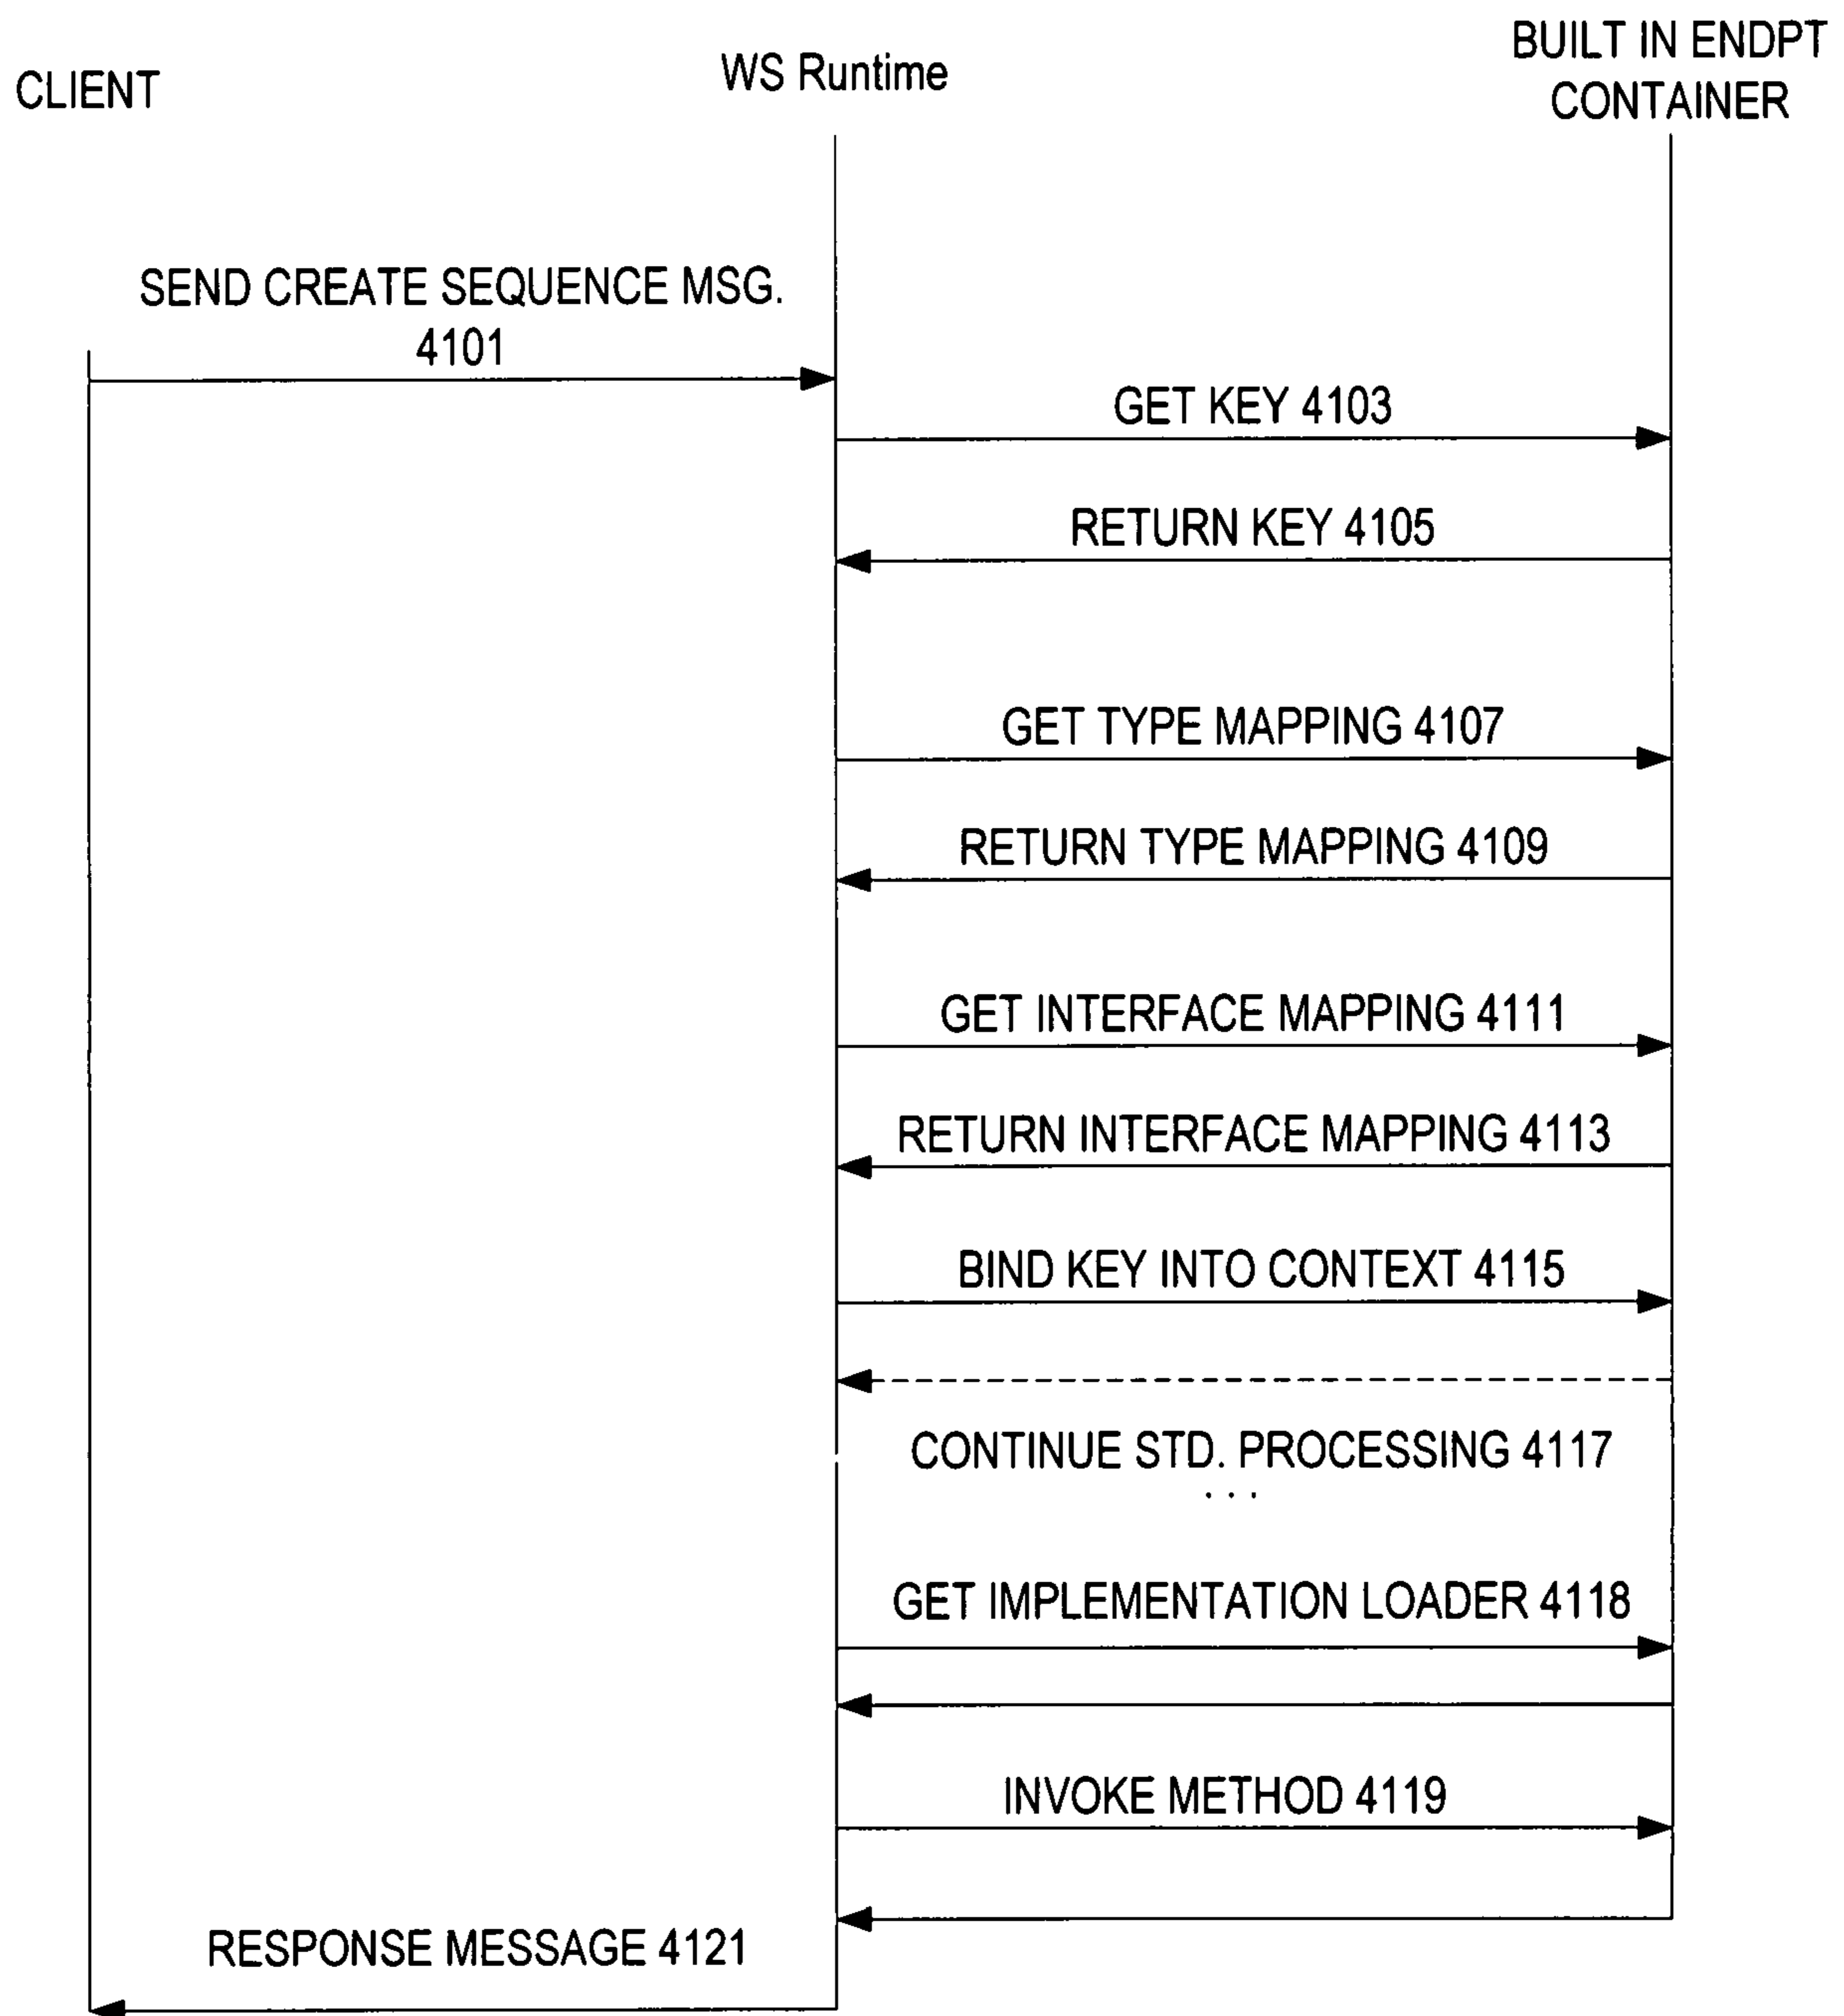 CLIENT
WS Runtime
BUILT IN ENDPT
CONTAINER
SEND CREATE SEQUENCE MSG.
4101
GET KEY 4103
RETURN KEY 4105
GET TYPE MAPPING 4107
RETURN TYPE MAPPING 4109
GET INTERFACE MAPPING 4111
RETURN INTERFACE MAPPING 4113
BIND KEY INTO CONTEXT 4115
CONTINUE STD. PROCESSING 4117
. . .
GET IMPLEMENTATION LOADER 4118
INVOKE METHOD 4119
RESPONSE MESSAGE 4121